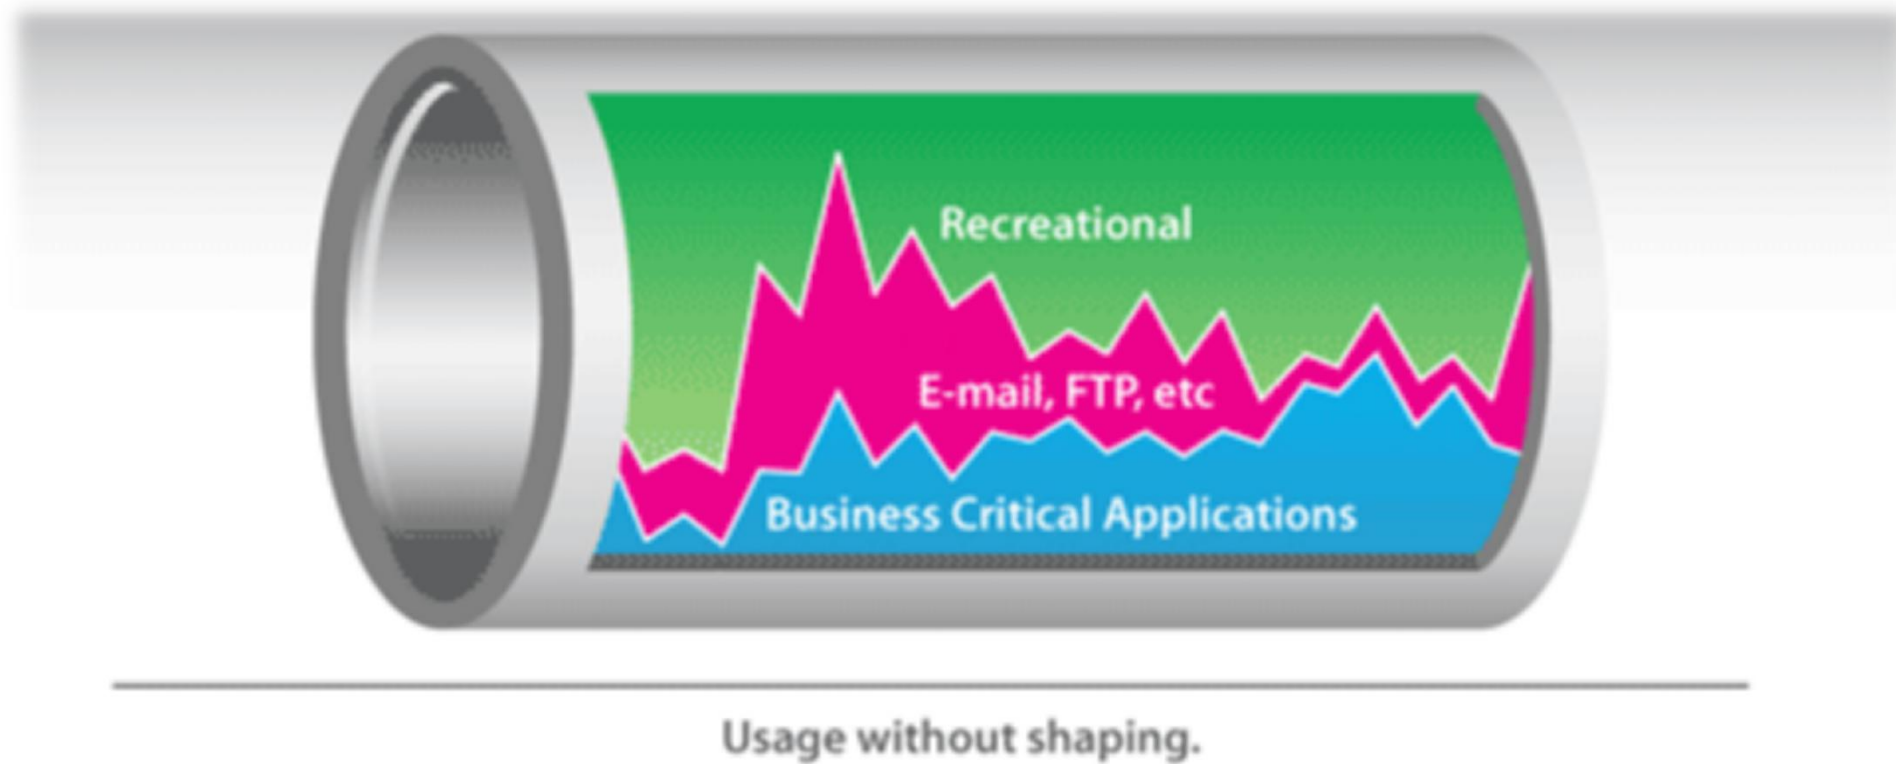 Recreational
E-mail, FTP, etc
Business Critical Applications
Usage without shaping.